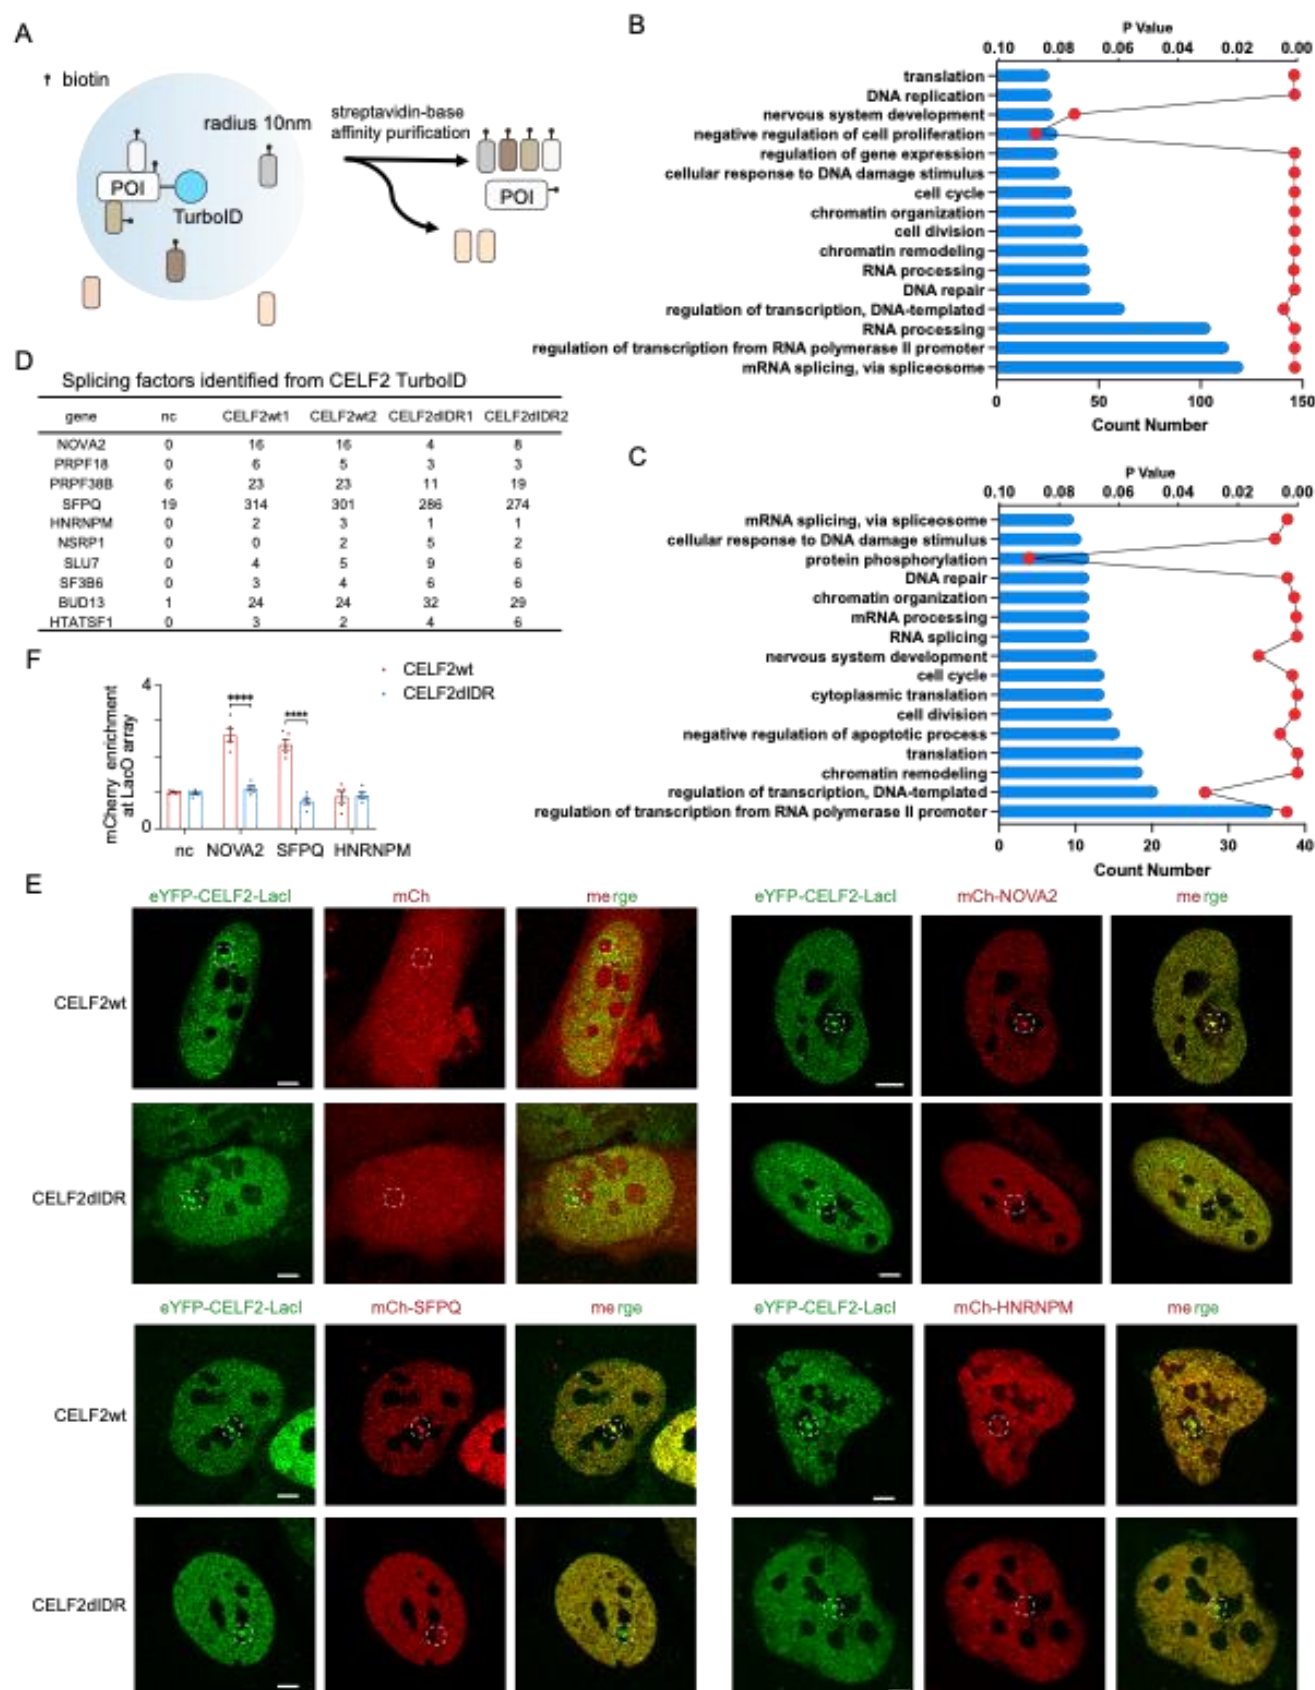 A
biotin
radius 10nm
POI
TurboID
streptavidin-base
affinity purification
POI
B
P Value
0.10 0.08 0.06 0.04 0.02 0.00
translation
DNA replication
nervous system development
negative regulation of cell proliferation
regulation of gene expression
cellular response to DNA damage stimulus
cell cycle
chromatin organization
cell division
chromatin remodeling
RNA processing
DNA repair
regulation of transcription, DNA-templated
RNA processing
regulation of transcription from RNA polymerase II promoter
mRNA splicing, via spliceosome
0 50 100 150
Count Number
D
Splicing factors identified from CELF2 TurboID
gene nc CELF2wt1 CELF2wt2 CELF2dIDR1 CELF2dIDR2
NOVA2 0 16 16 4 8
PRPF18 0 6 5 3 3
PRPF38B 6 23 23 11 19
SFPQ 19 314 301 286 274
HNRNPM 0 2 3 1 1
NSRP1 0 0 2 5 2
SLU7 0 4 5 9 6
SF3B6 0 3 4 6 6
BUD13 1 24 24 32 29
HTATSF1 0 3 2 4 6
C
P Value
0.10 0.08 0.06 0.04 0.02 0.00
mRNA splicing, via spliceosome
cellular response to DNA damage stimulus
protein phosphorylation
DNA repair
chromatin organization
mRNA processing
RNA splicing
nervous system development
cell cycle
cytoplasmic translation
cell division
negative regulation of apoptotic process
translation
chromatin remodeling
regulation of transcription, DNA-templated
regulation of transcription from RNA polymerase II promoter
0 10 20 30 40
Count Number
F
CELF2wt
CELF2dIDR
mCherry enrichment
at LacO array
4
0
**** ****
nc NOVA2 SFPQ HNRNPM
E
eYFP-CELF2-LacI mCh merge eYFP-CELF2-LacI mCh-NOVA2 merge
CELF2wt
CELF2dIDR
eYFP-CELF2-LacI mCh-SFPQ merge eYFP-CELF2-LacI mCh-HNRNPM merge
CELF2wt
CELF2dIDR